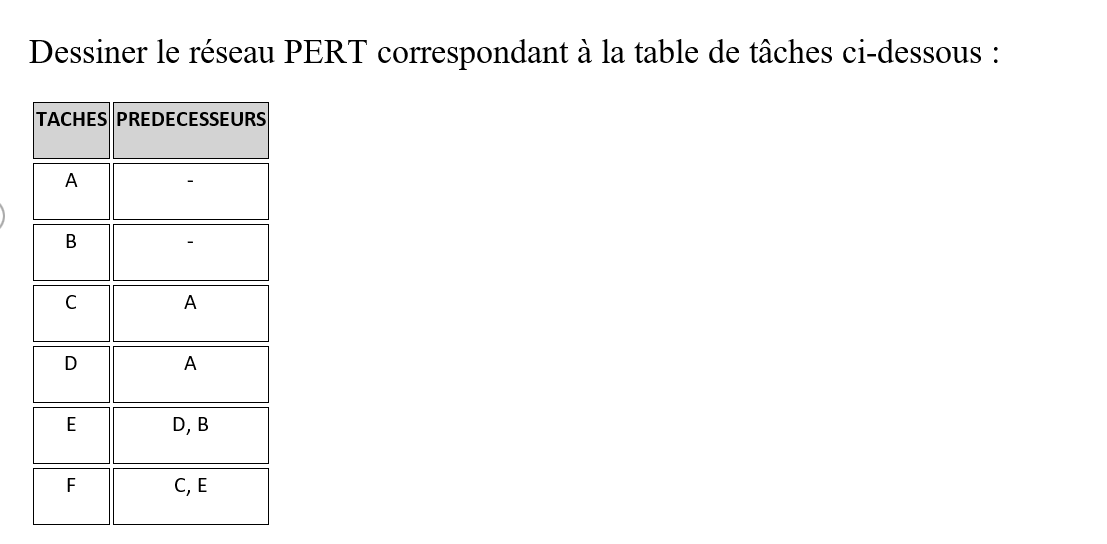 Dessiner le réseau PERT correspondant à la table de tâches ci-dessous :
TACHES PREDECESSEURS
A -
B -
C A
D A
E D, B
F C, E